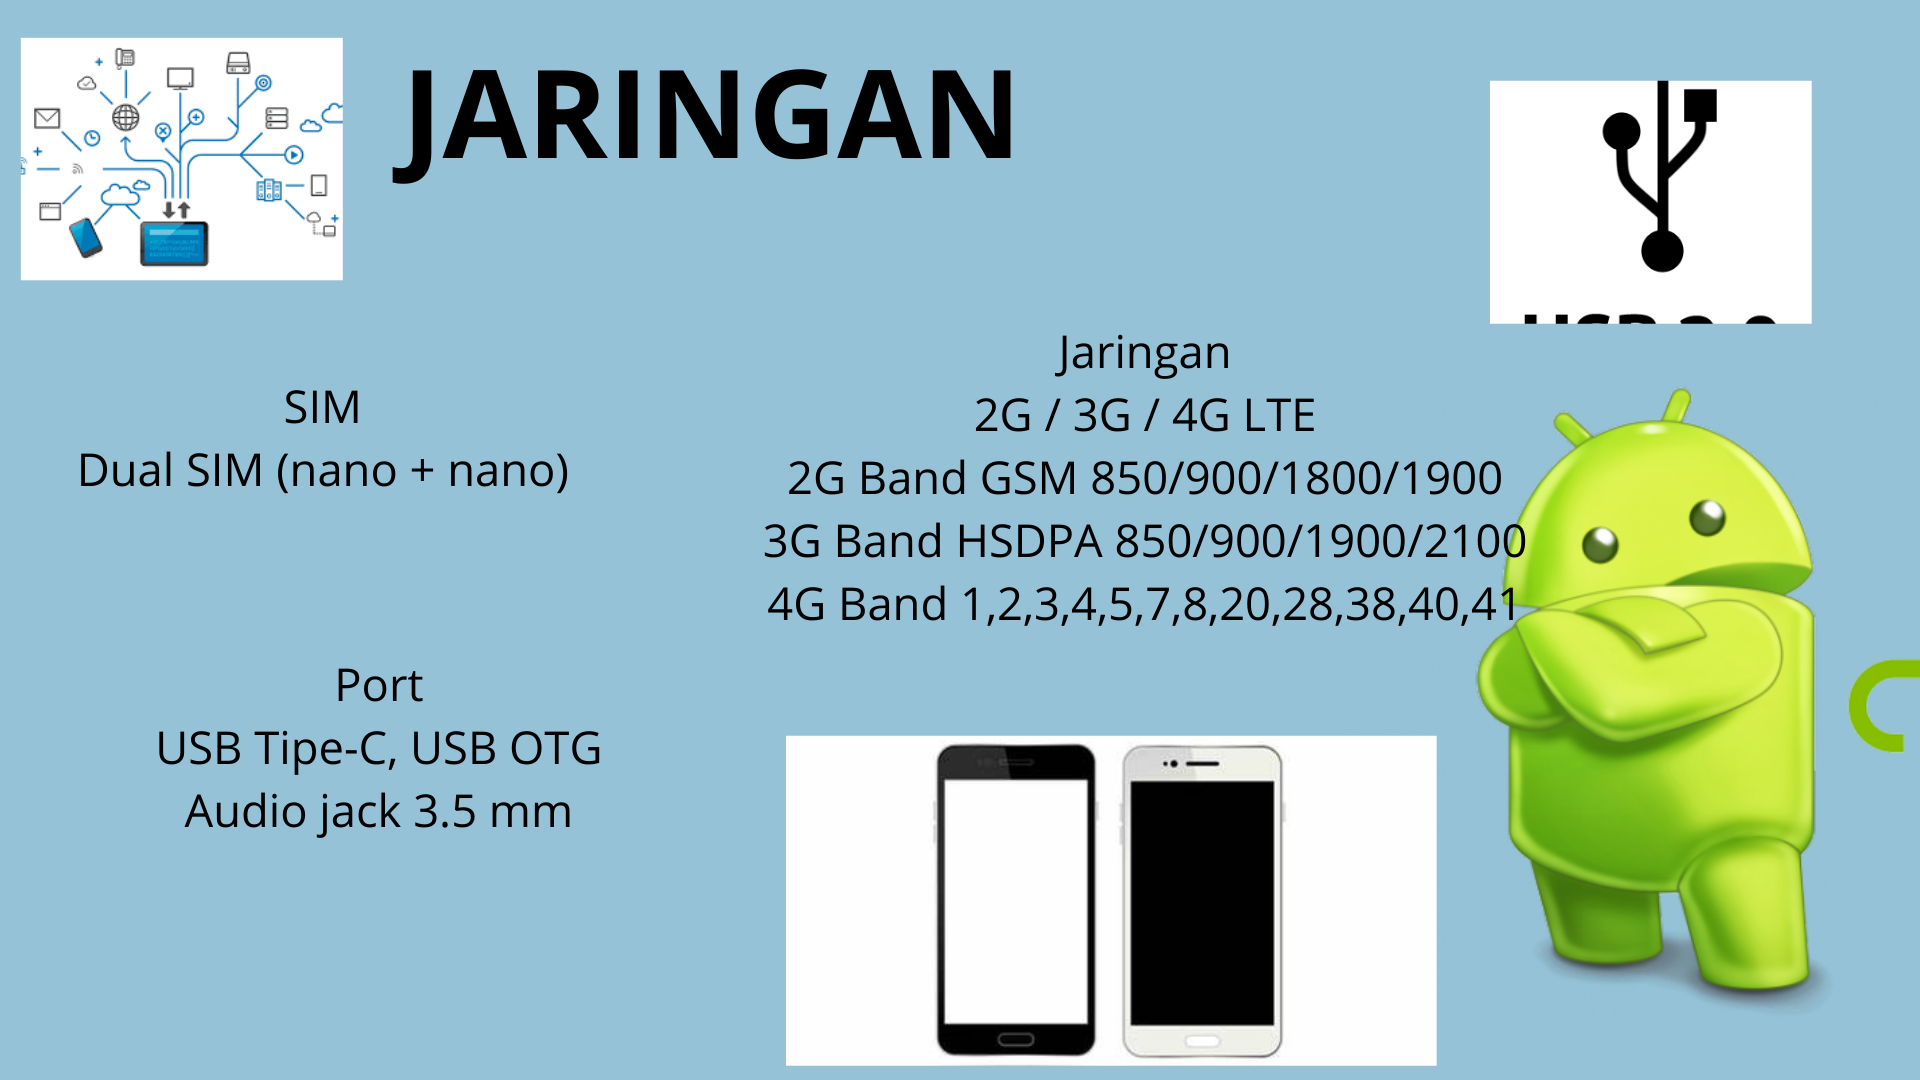 JARINGAN
SIM
Dual SIM (nano + nano)
Jaringan
2G / 3G / 4G LTE
2G Band GSM 850/900/1800/1900
3G Band HSDPA 850/900/1900/2100
4G Band 1,2,3,4,5,7,8,20,28,38,40,41
Port
USB Tipe-C, USB OTG
Audio jack 3.5 mm